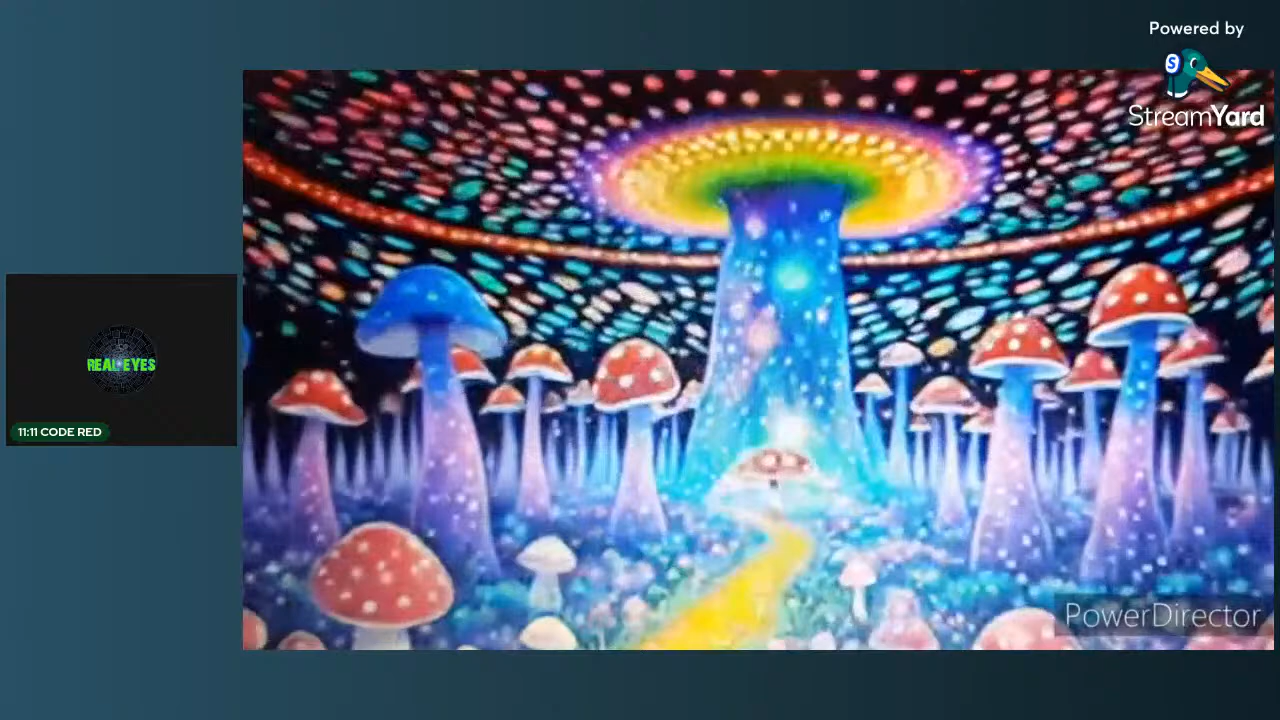 Powered by
StreamYard
REAL EYES
11:11 CODE RED
PowerDirector